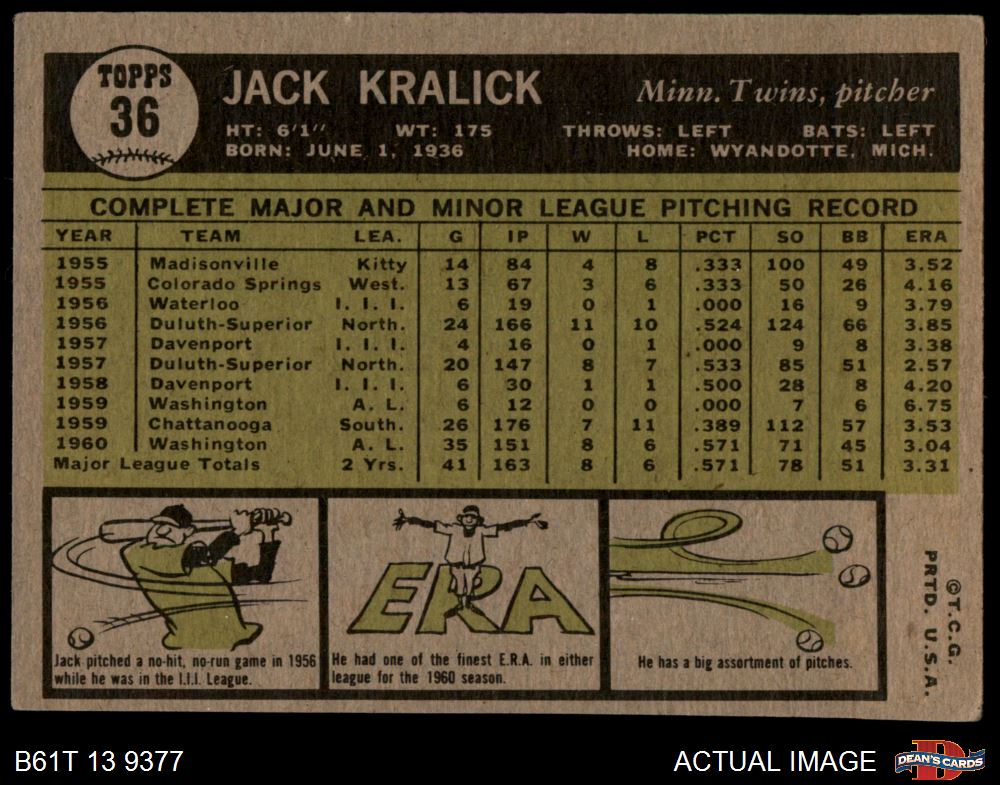 TOPPS
36
JACK KRALICK
Minn. Twins, pitcher
HT: 6'1" WT: 175 THROWS: LEFT BATS: LEFT
BORN: JUNE 1, 1936 HOME: WYANDOTTE, MICH.
COMPLETE MAJOR AND MINOR LEAGUE PITCHING RECORD
YEAR TEAM LEA. G IP W L PCT SO BB ERA
1955 Madisonville Kitty 14 84 4 8 .333 100 49 3.52
1955 Colorado Springs West. 13 67 3 6 .333 50 26 4.16
1956 Waterloo I. I. I. 6 19 0 1 .000 16 9 3.79
1956 Duluth-Superior North. 24 166 11 10 .524 124 66 3.85
1957 Davenport I. I. I. 4 16 0 1 .000 9 8 3.38
1957 Duluth-Superior North. 20 147 8 7 .533 85 51 2.57
1958 Davenport I. I. I. 6 30 1 1 .500 28 8 4.20
1959 Washington A. L. 6 12 0 0 .000 7 6 6.75
1959 Chattanooga South. 26 176 7 11 .389 112 57 3.53
1960 Washington A. L. 35 151 8 6 .571 71 45 3.04
Major League Totals 2 Yrs. 41 163 8 6 .571 78 51 3.31
Jack pitched a no-hit, no-run game in 1956
while he was in the I.I.I. League.
ERA
He had one of the finest E.R.A. in either
league for the 1960 season.
He has a big assortment of pitches.
©T.C.G.
PRTD. U.S.A.
B61T 13 9377
ACTUAL IMAGE
DEAN'S CARDS